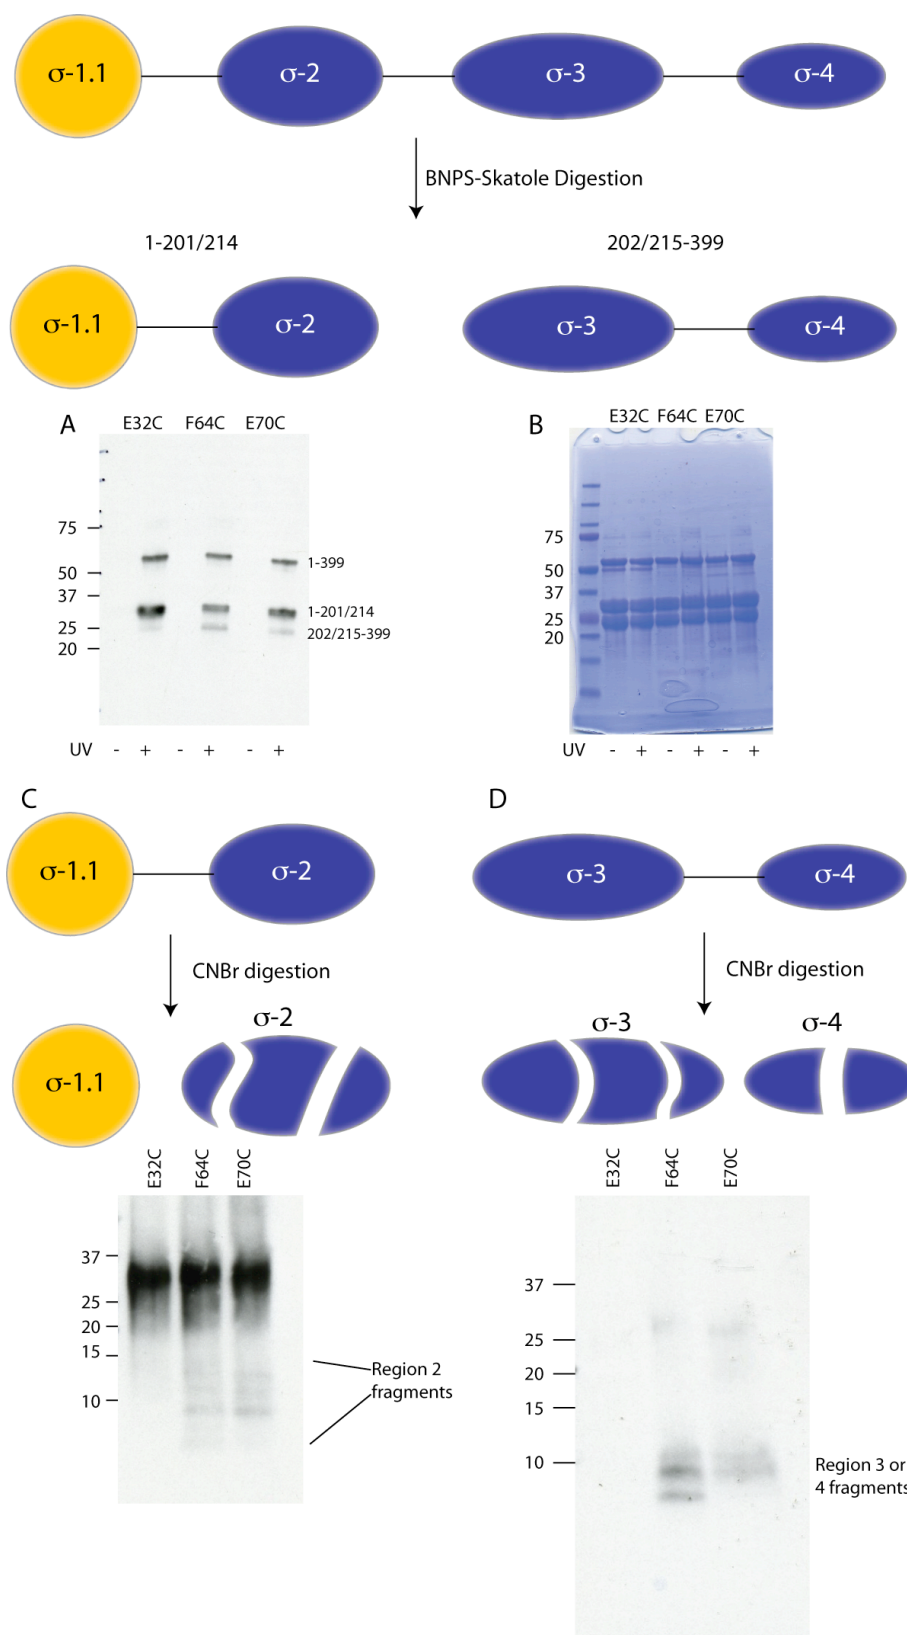 σ-1.1 σ-2 σ-3 σ-4
BNPS-Skatole Digestion
1-201/214 202/215-399
σ-1.1 σ-2 σ-3 σ-4
A E32C F64C E70C
75
50
37
25
20
1-399
1-201/214
202/215-399
UV - + - + - +
B E32C F64C E70C
75
50
37
25
20
UV - + - + - +
C
σ-1.1 σ-2
CNBr digestion
σ-2
σ-1.1
E32C F64C E70C
37
25
20
15
10
Region 2
fragments
D
σ-3 σ-4
CNBr digestion
σ-3 σ-4
E32C F64C E70C
37
25
20
15
10
Region 3 or
4 fragments